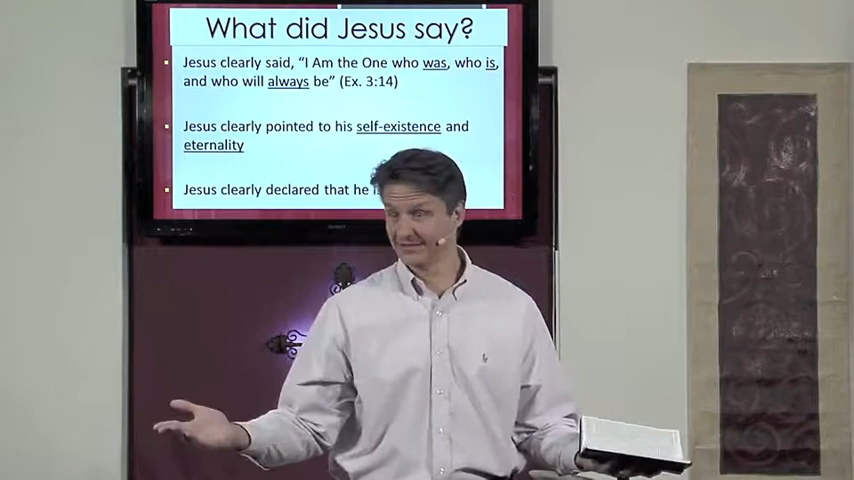 What did Jesus say?
Jesus clearly said, “I Am the One who was, who is,
and who will always be” (Ex. 3:14)
Jesus clearly pointed to his self-existence and
eternality
Jesus clearly declared that he